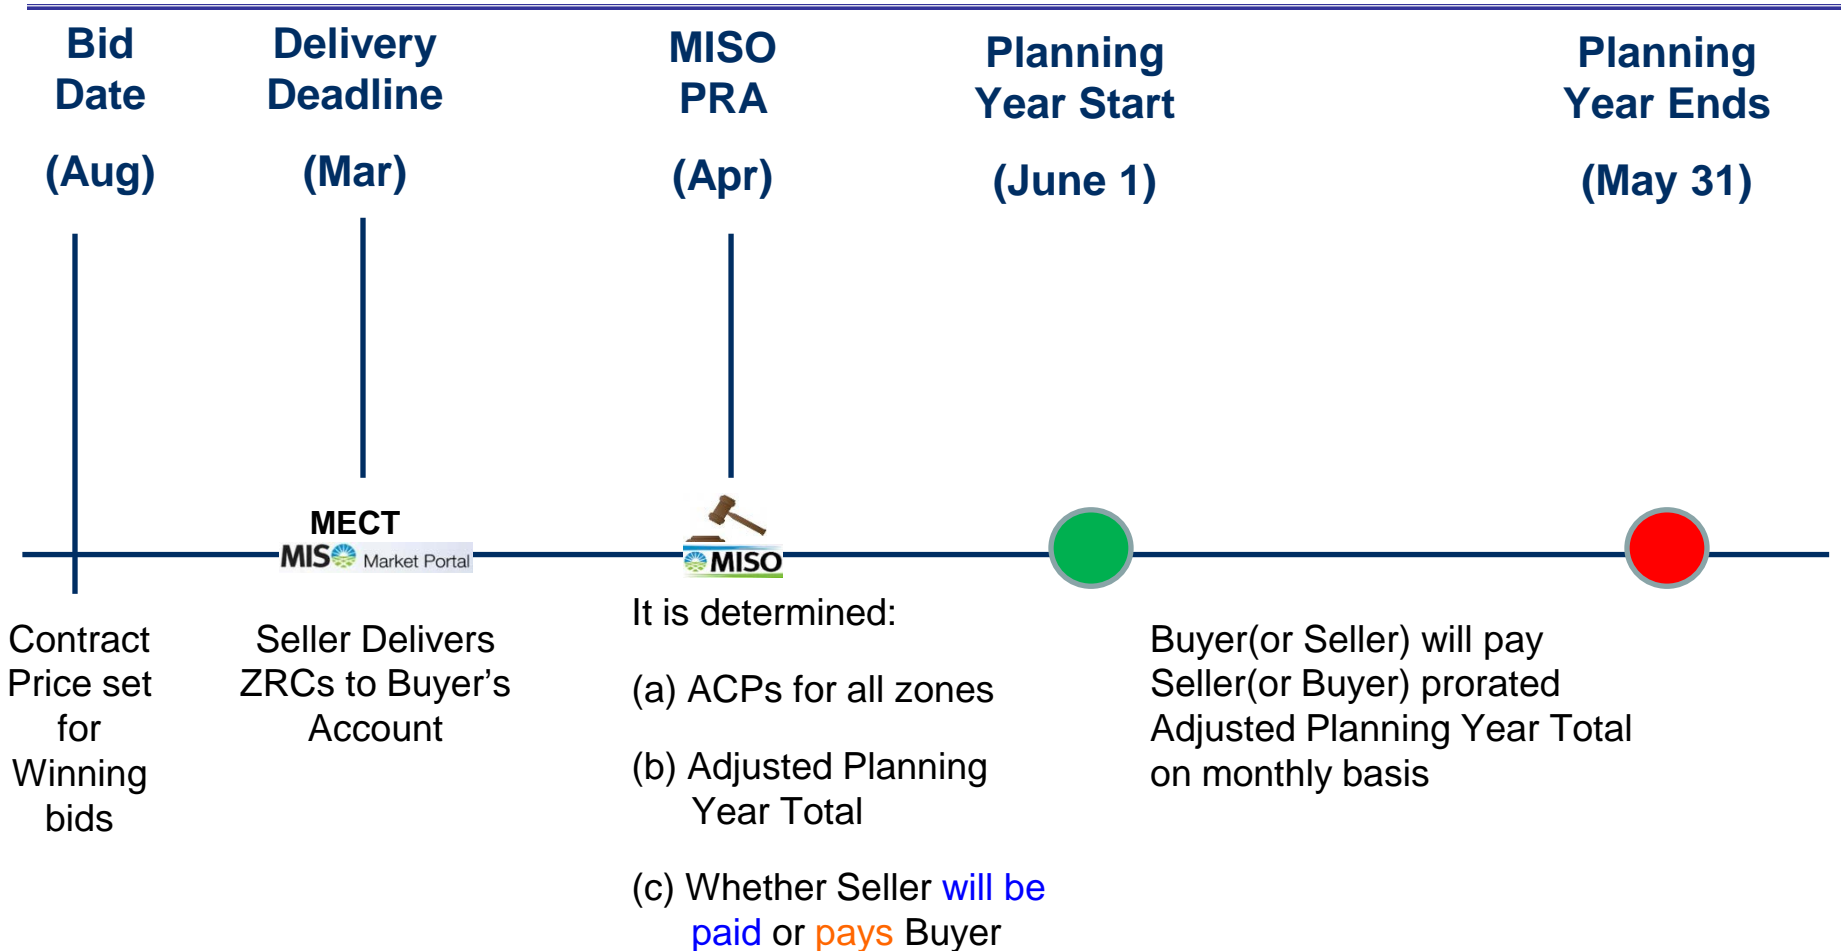 Bid
Date
(Aug)
Delivery
Deadline
(Mar)
MISO
PRA
(Apr)
Planning
Year Start
(June 1)
Planning
Year Ends
(May 31)
MECT
MISO Market Portal
MISO
Contract
Price set
for
Winning
bids
Seller Delivers
ZRCs to Buyer’s
Account
It is determined:
(a) ACPs for all zones
(b) Adjusted Planning
Year Total
(c) Whether Seller will be
paid or pays Buyer
Buyer(or Seller) will pay
Seller(or Buyer) prorated
Adjusted Planning Year Total
on monthly basis